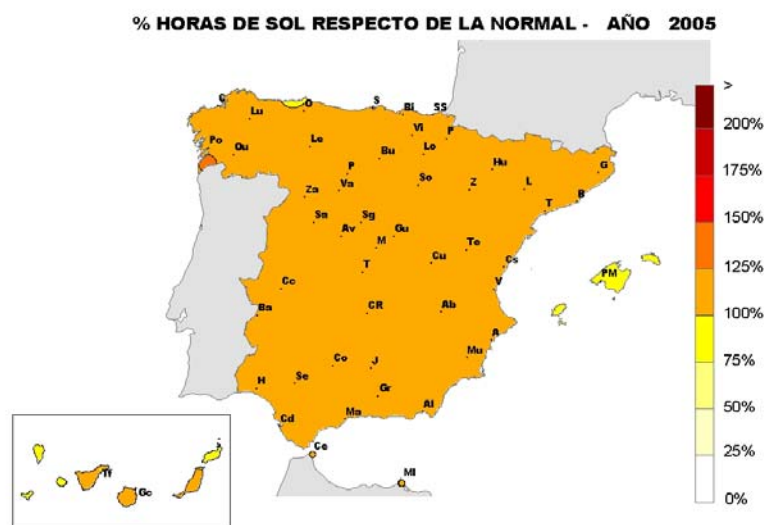 % HORAS DE SOL RESPECTO DE LA NORMAL - AÑO 2005
>
C O S Bi SS
Lu
Po Ou Le Vi P
Bu Lo
P Hu G
Za Va So Z L B
T
Sa Sg
Av M Gu Te
T Cu Cs
PM
Cc V
Ba CR Ab
A
Co J Mu
H Se
Gr
Cd Ma Al
Ce
Ml
Tf Gc
200%
175%
150%
125%
100%
75%
50%
25%
0%